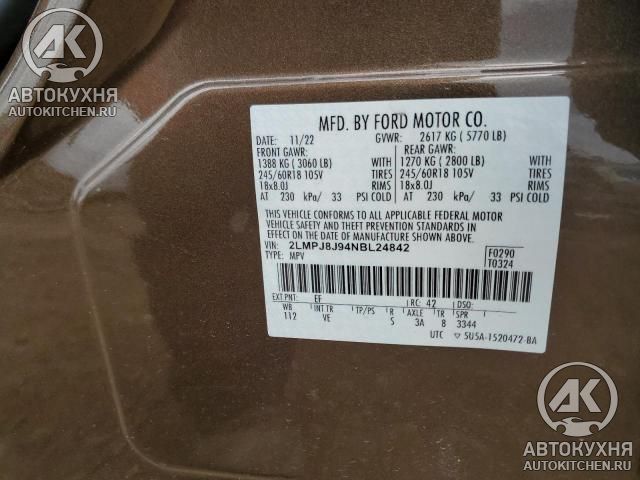 AK
АВТОКУХНЯ
AUTOKITCHEN.RU
MFD. BY FORD MOTOR CO.
DATE: 11/22 GVWR: 2617 KG ( 5770 LB)
FRONT GAWR: REAR GAWR:
1388 KG ( 3060 LB) WITH 1270 KG ( 2800 LB) WITH
245/60R18 105V TIRES 245/60R18 105V TIRES
18x8.0J RIMS 18x8.0J RIMS
AT 230 kPa/ 33 PSI COLD AT 230 kPa/ 33 PSI COLD
THIS VEHICLE CONFORMS TO ALL APPLICABLE FEDERAL MOTOR
VEHICLE SAFETY AND THEFT PREVENTION STANDARDS IN
EFFECT ON THE DATE OF MANUFACTURE SHOWN ABOVE.
VIN: 2LMPJ8J94NBL24842 F0290
TYPE: MPV T0324
EXT PNT: EF RC: 42 DSO:
WB INT TR TP/PS R AXLE TR SPR
112 VE S 3A 8 3344
UTC ▽ 5U5A-1520472-BA
AK
АВТОКУХНЯ
AUTOKITCHEN.RU